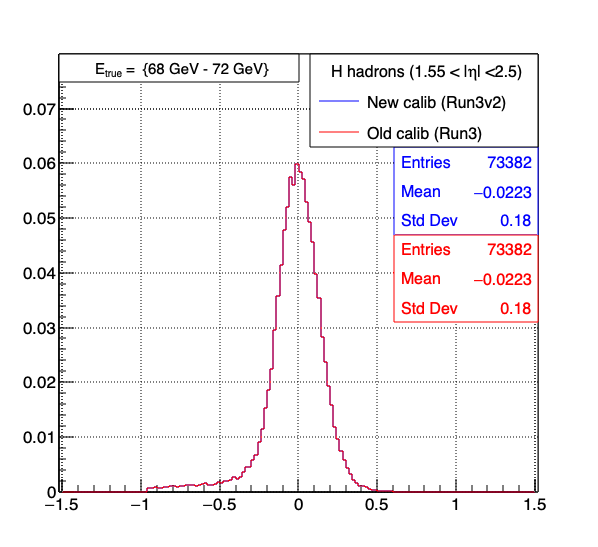 E_true = {68 GeV - 72 GeV}
H hadrons (1.55 < |η| <2.5)
New calib (Run3v2)
Old calib (Run3)
Entries 73382
Mean −0.0223
Std Dev 0.18
Entries 73382
Mean −0.0223
Std Dev 0.18
0.07
0.06
0.05
0.04
0.03
0.02
0.01
0
−1.5 −1 −0.5 0 0.5 1 1.5